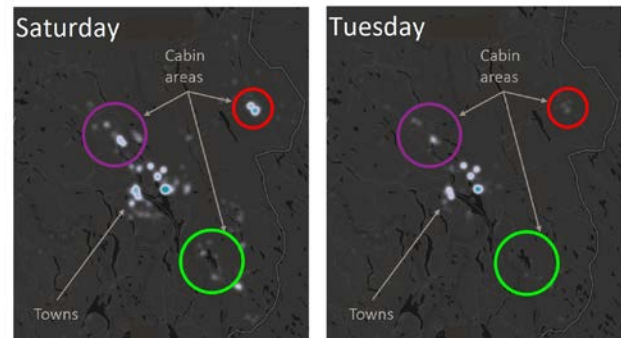 Saturday
Cabin
areas
Towns
Tuesday
Cabin
areas
Towns